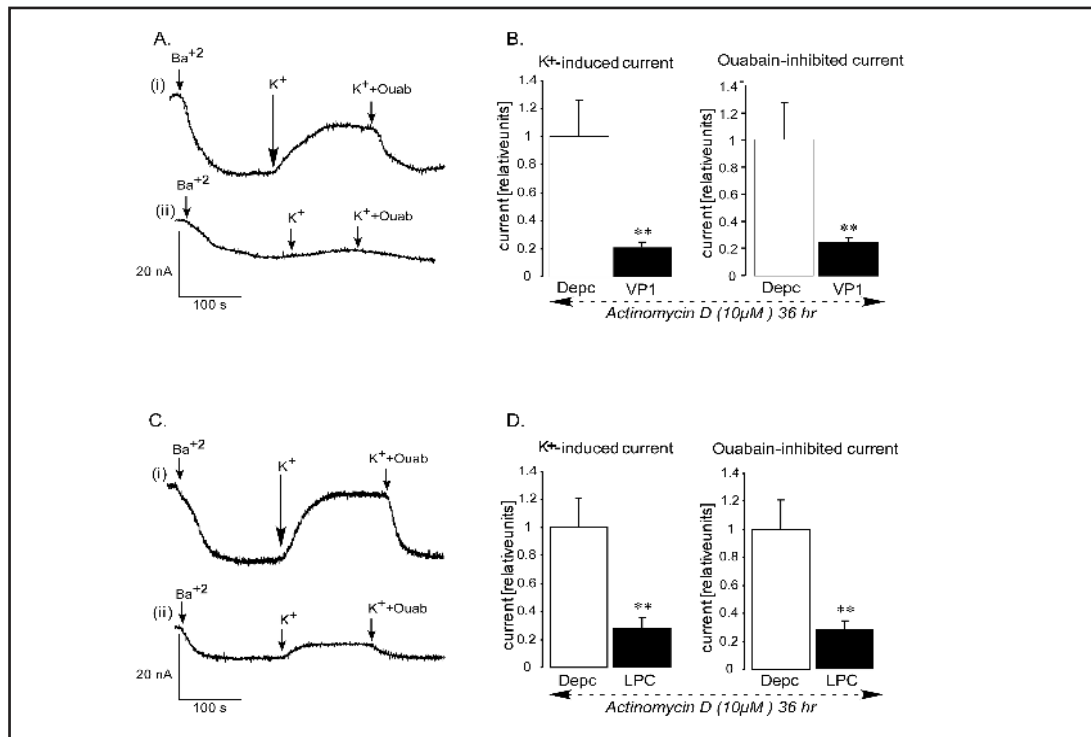 A.
Ba+2
(i)
K+
K++Ouab
Ba+2
(ii)
K+
K++Ouab
20 nA
100 s
B.
K+-induced current
current [relativeunits]
1.4
1.2
1
0.8
0.6
0.4
0.2
0
**
Depc
VP1
Ouabain-inhibited current
current [relativeunits]
1.4
1.2
1
0.8
0.6
0.4
0.2
0
**
Depc
VP1
Actinomycin D (10µM ) 36 hr
C.
Ba+2
(i)
K+
K++Ouab
Ba+2
(ii)
K+
K++Ouab
20 nA
100 s
D.
K+-induced current
current [relativeunits]
1.4
1.2
1
0.8
0.6
0.4
0.2
0
**
Depc
LPC
Ouabain-inhibited current
current [relativeunits]
1.4
1.2
1
0.8
0.6
0.4
0.2
0
**
Depc
LPC
Actinomycin D (10µM ) 36 hr